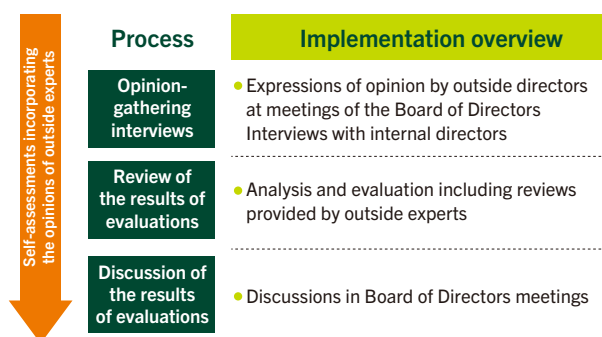 Self-assessments incorporating
the opinions of outside experts
Process
Implementation overview
Opinion-
gathering
interviews
Expressions of opinion by outside directors
at meetings of the Board of Directors
Interviews with internal directors
Review of
the results of
evaluations
Analysis and evaluation including reviews
provided by outside experts
Discussion of
the results
of evaluations
Discussions in Board of Directors meetings